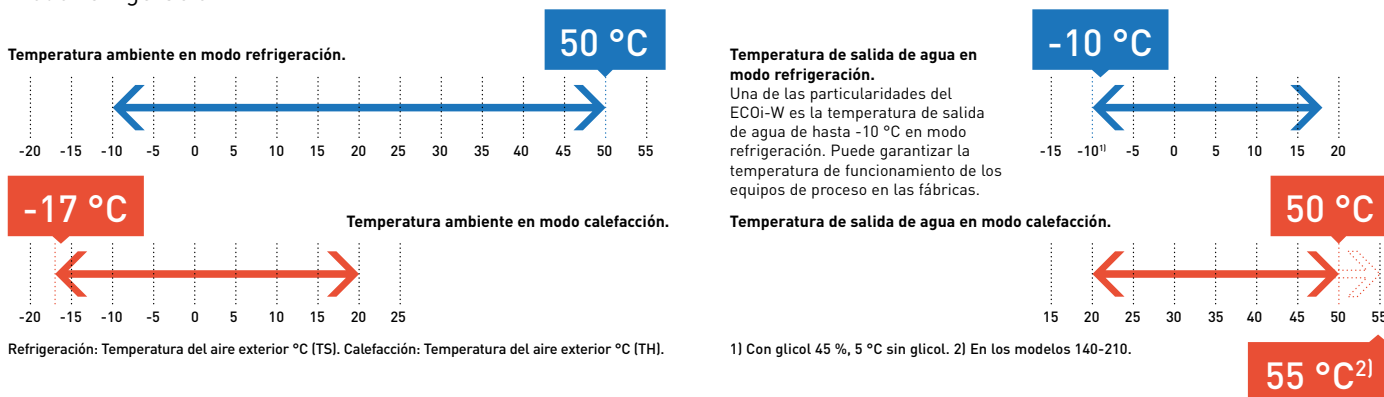 Temperatura ambiente en modo refrigeración.
50 °C
-20 -15 -10 -5 0 5 10 15 20 25 30 35 40 45 50 55
-17 °C
Temperatura ambiente en modo calefacción.
-20 -15 -10 -5 0 5 10 15 20 25
Refrigeración: Temperatura del aire exterior °C (TS). Calefacción: Temperatura del aire exterior °C (TH).
Temperatura de salida de agua en
modo refrigeración.
Una de las particularidades del
ECOi-W es la temperatura de salida
de agua de hasta -10 °C en modo
refrigeración. Puede garantizar la
temperatura de funcionamiento de los
equipos de proceso en las fábricas.
-10 °C
-15 -10¹⁾ -5 0 5 10 15 20
Temperatura de salida de agua en modo calefacción.
50 °C
15 20 25 30 35 40 45 50 55
1) Con glicol 45 %, 5 °C sin glicol. 2) En los modelos 140-210.
55 °C²⁾